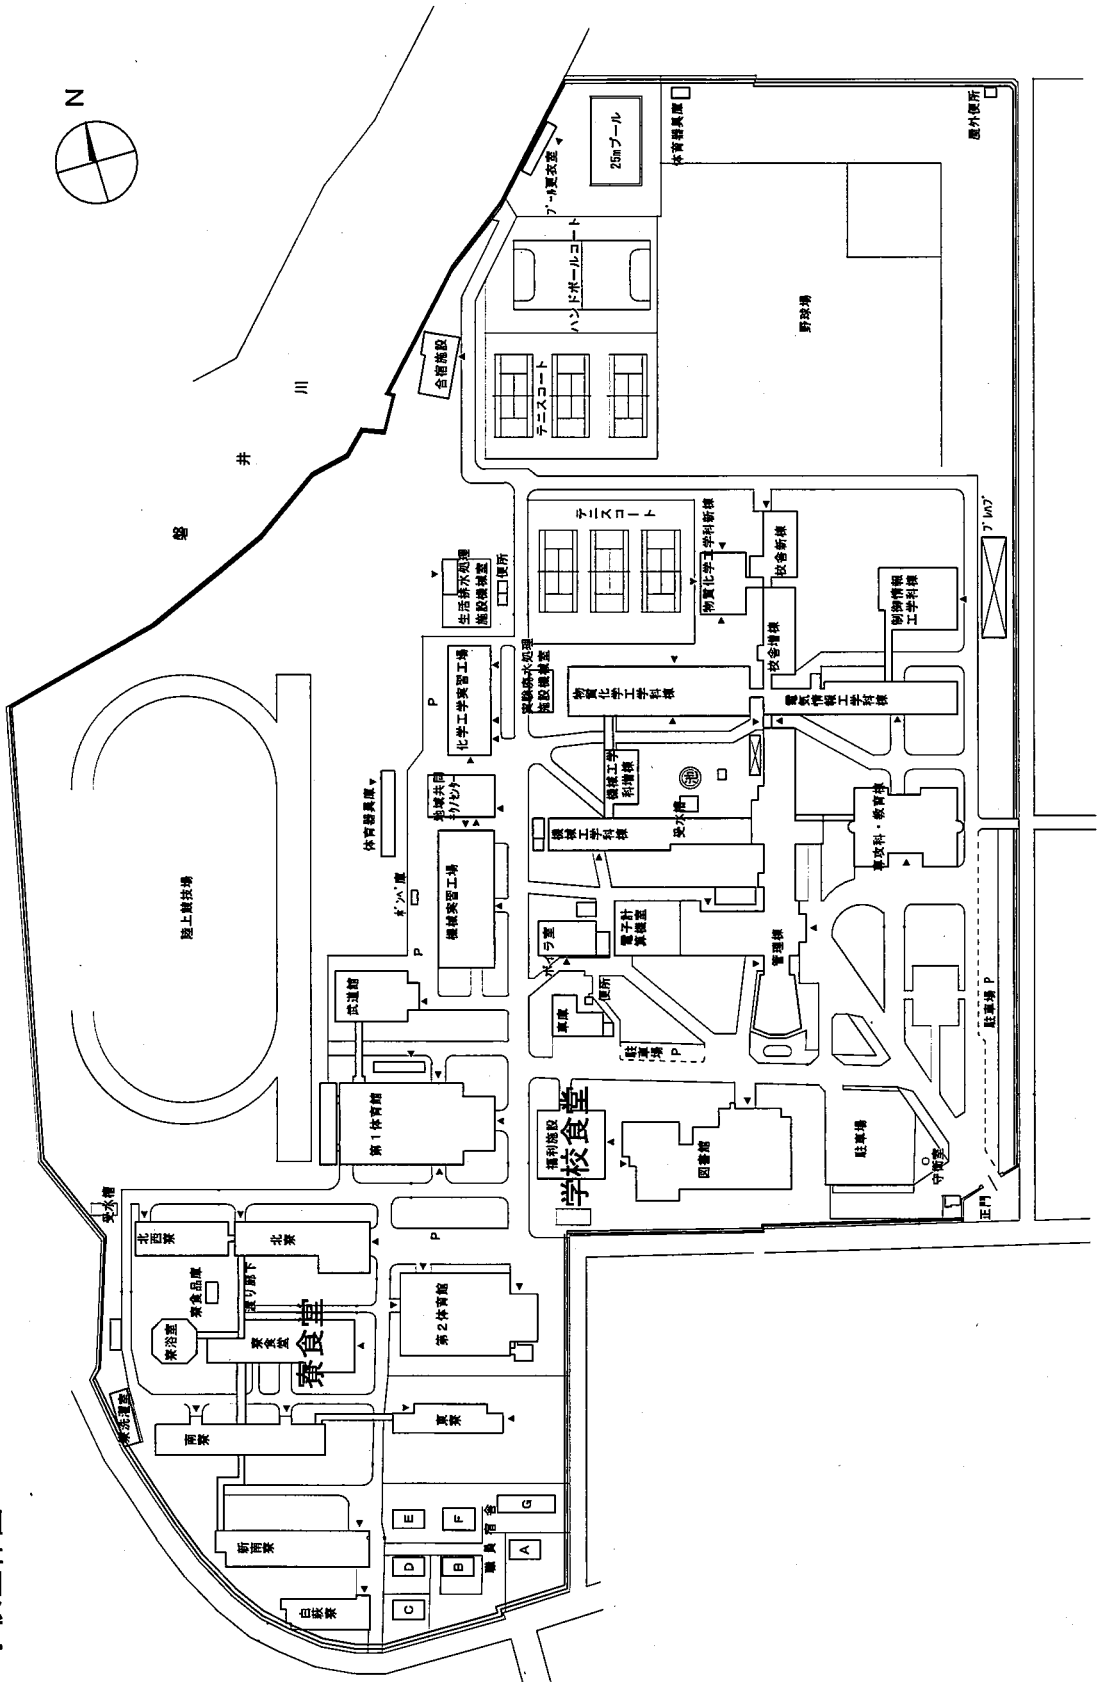 N
磐
井
川
陸上競技場
プール更衣室
25mプール
体育器具庫
屋外便所
ハンドボールコート
野球場
合宿施設
テニスコート
生活排水処理
施設機械室
便所
テニスコート
物質化学工学科新棟
校舎新棟
プレハブ
制御情報
工学科棟
校舎増棟
化学工学実習工場
P
実験廃水処理
施設機械室
物質化学工学科棟
電気情報工学科棟
体育器具庫
地域共同
テクノセンター
機械工学
科増棟
池
受水槽
機械工学科棟
専攻科・教育棟
ボンベ庫
機械実習工場
P
ボイラ室
電子計
算機室
管理棟
武道館
車庫
便所
駐車場 P
駐車場 P
第1体育館
福利施設
学校食堂
図書館
駐車場
守衛室
正門
受水槽
北西寮
北寮
P
寮食品庫
渡り廊下
寮浴室
寮食堂
寮食堂
第2体育館
寮洗濯室
南寮
東寮
新南寮
白萩寮
E
F
G
職員宿舎
D
B
A
C